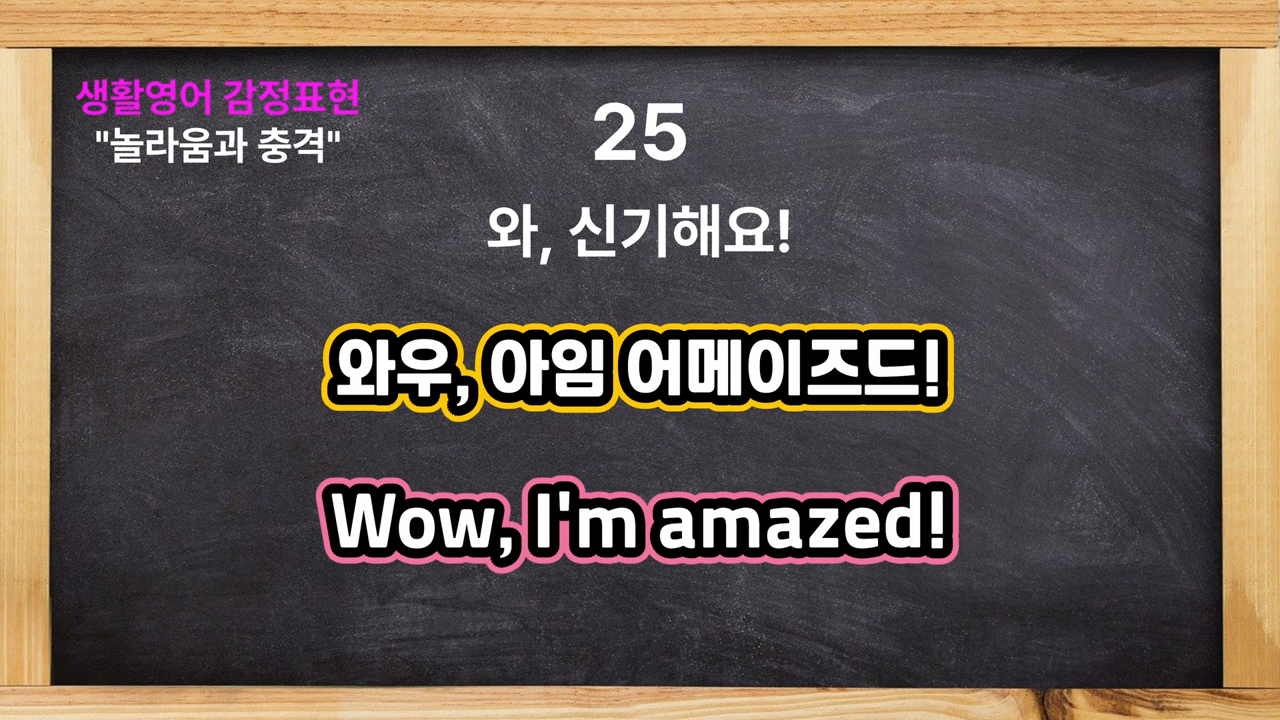 생활영어 감정표현
"놀라움과 충격"
25
와, 신기해요!
와우, 아임 어메이즈드!
Wow, I'm amazed!